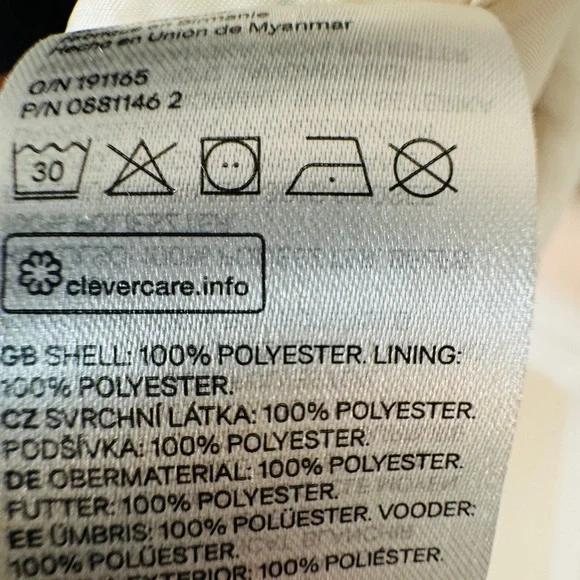 Hecho en Unión de Myanmar
O/N 191165
P/N 0881146 2
30
clevercare.info
GB SHELL: 100% POLYESTER. LINING:
100% POLYESTER.
CZ SVRCHNÍ LÁTKA: 100% POLYESTER.
PODŠÍVKA: 100% POLYESTER.
DE OBERMATERIAL: 100% POLYESTER.
FUTTER: 100% POLYESTER.
EE ÜMBRIS: 100% POLÜESTER. VOODER:
100% POLÜESTER.
EXTERIOR: 100% POLIÉSTER.